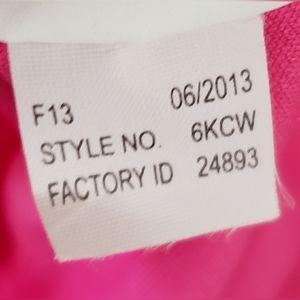 F13 06/2013
STYLE NO. 6KCW
FACTORY ID 24893